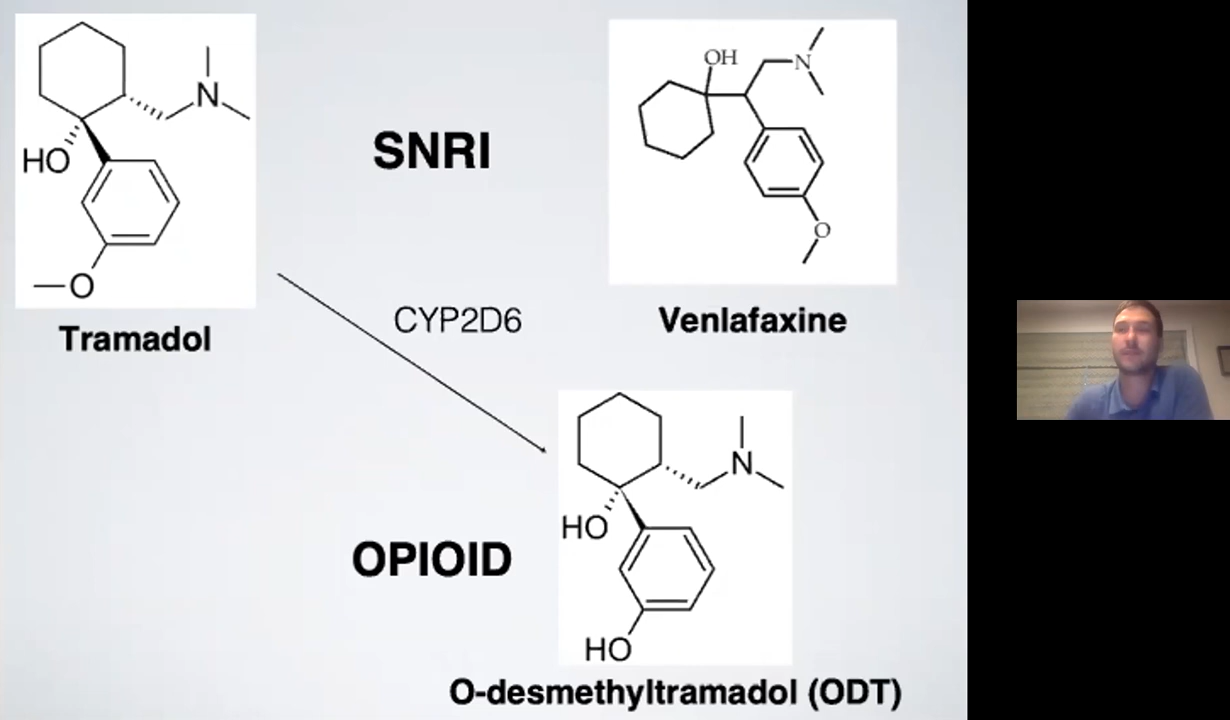 N
HO
O
Tramadol
SNRI
OH
N
O
Venlafaxine
CYP2D6
N
HO
HO
OPIOID
O-desmethyltramadol (ODT)